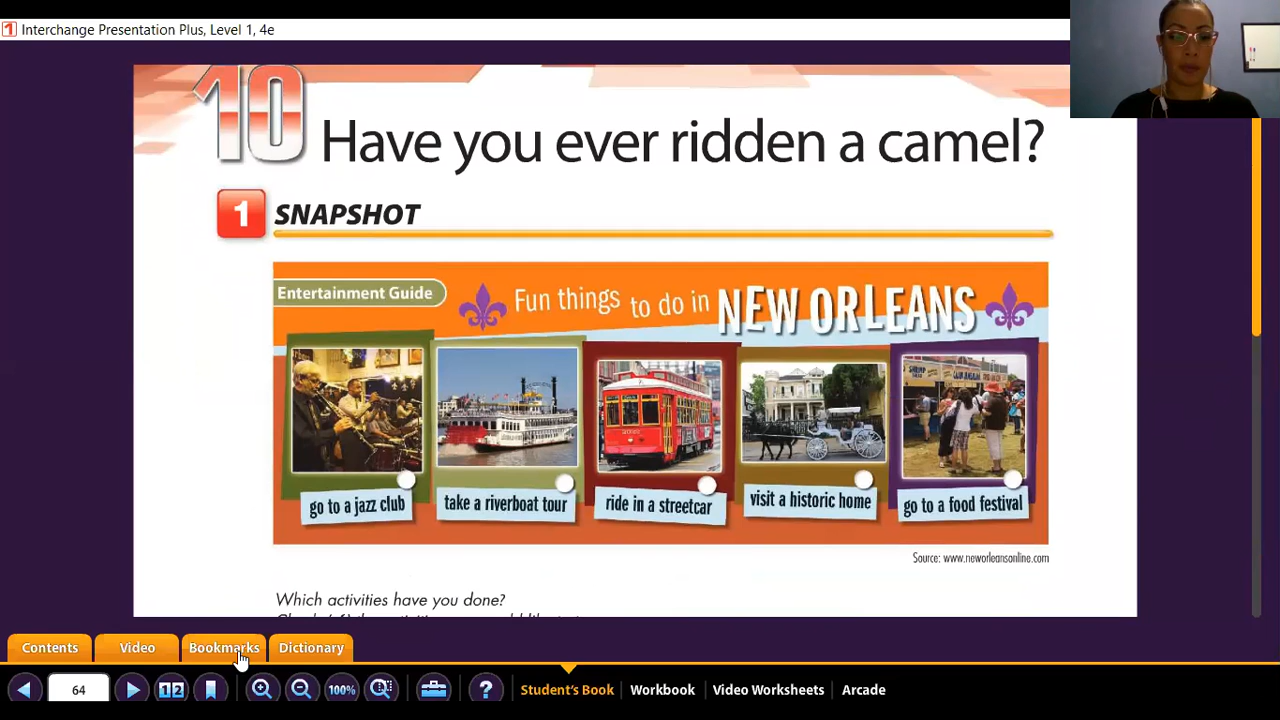 Interchange Presentation Plus, Level 1, 4e
10
Have you ever ridden a camel?
1 SNAPSHOT
Entertainment Guide
Fun things to do in NEW ORLEANS
go to a jazz club
take a riverboat tour
ride in a streetcar
visit a historic home
go to a food festival
Source: www.neworleansonline.com
Which activities have you done?
Contents
Video
Bookmarks
Dictionary
64
12
100%
?
Student's Book
Workbook
Video Worksheets
Arcade